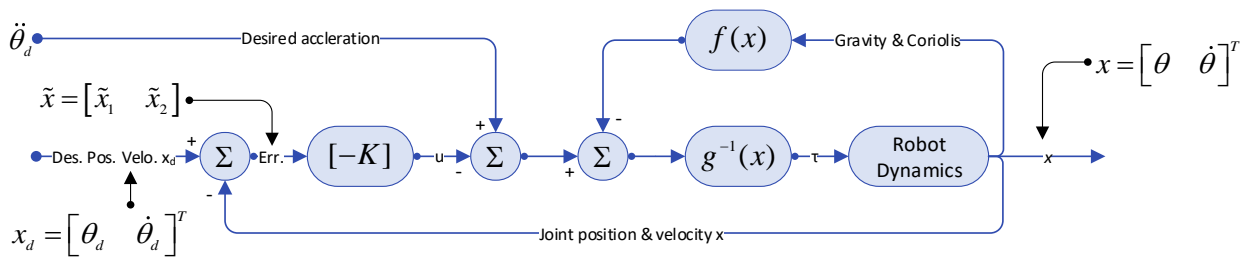 θ̈_d
Desired accleration
f(x)
Gravity & Coriolis
x = [θ θ̇]^T
x̃ = [x̃_1 x̃_2]
+
-
+
Des. Pos. Velo. x_d
Σ
Err.
[-K]
u
-
Σ
+
Σ
g^{-1}(x)
τ
Robot
Dynamics
x
-
x_d = [θ_d θ̇_d]^T
Joint position & velocity x